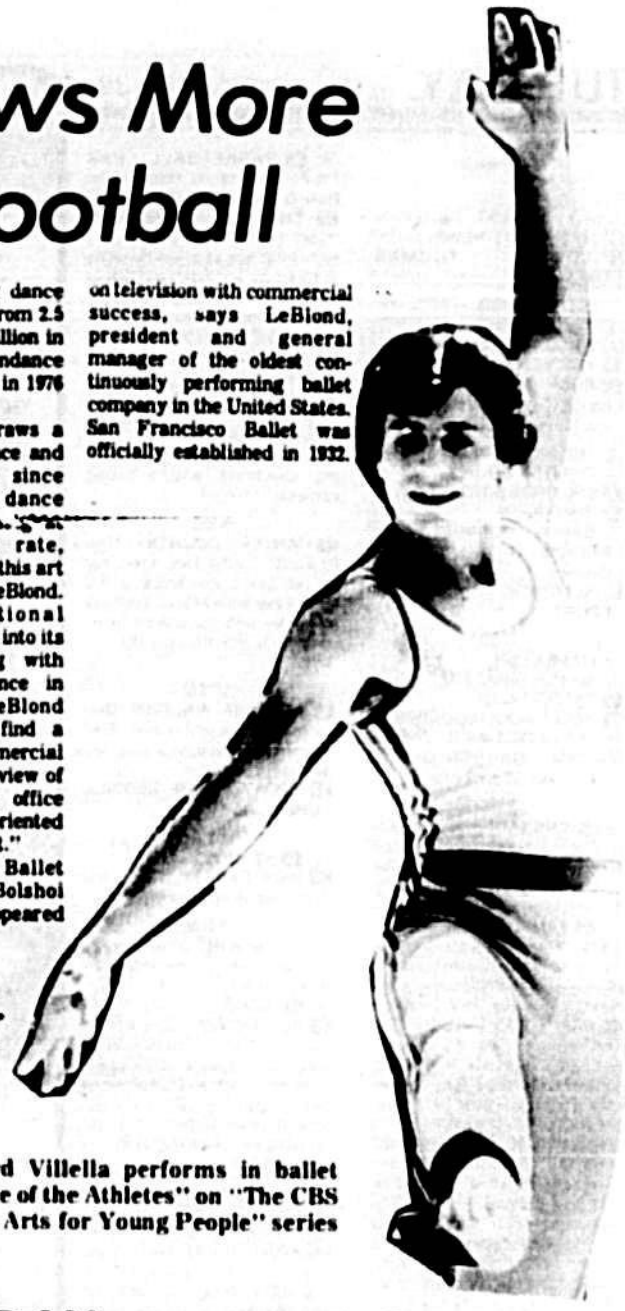 ws More
ootball
dance
rom 2.5
llion in
ndance
in 1976
raws a
ce and
since
dance
rate,
this art
eBlond.
tional
into its
g with
nce in
eBlond
find a
mercial
view of
office
riented
t."
Ballet
Bolshoi
peared
on television with commercial
success, says LeBlond,
president and general
manager of the oldest con-
tinuously performing ballet
company in the United States.
San Francisco Ballet was
officially established in 1932.
d Villella performs in ballet
e of the Athletes" on "The CBS
Arts for Young People" series